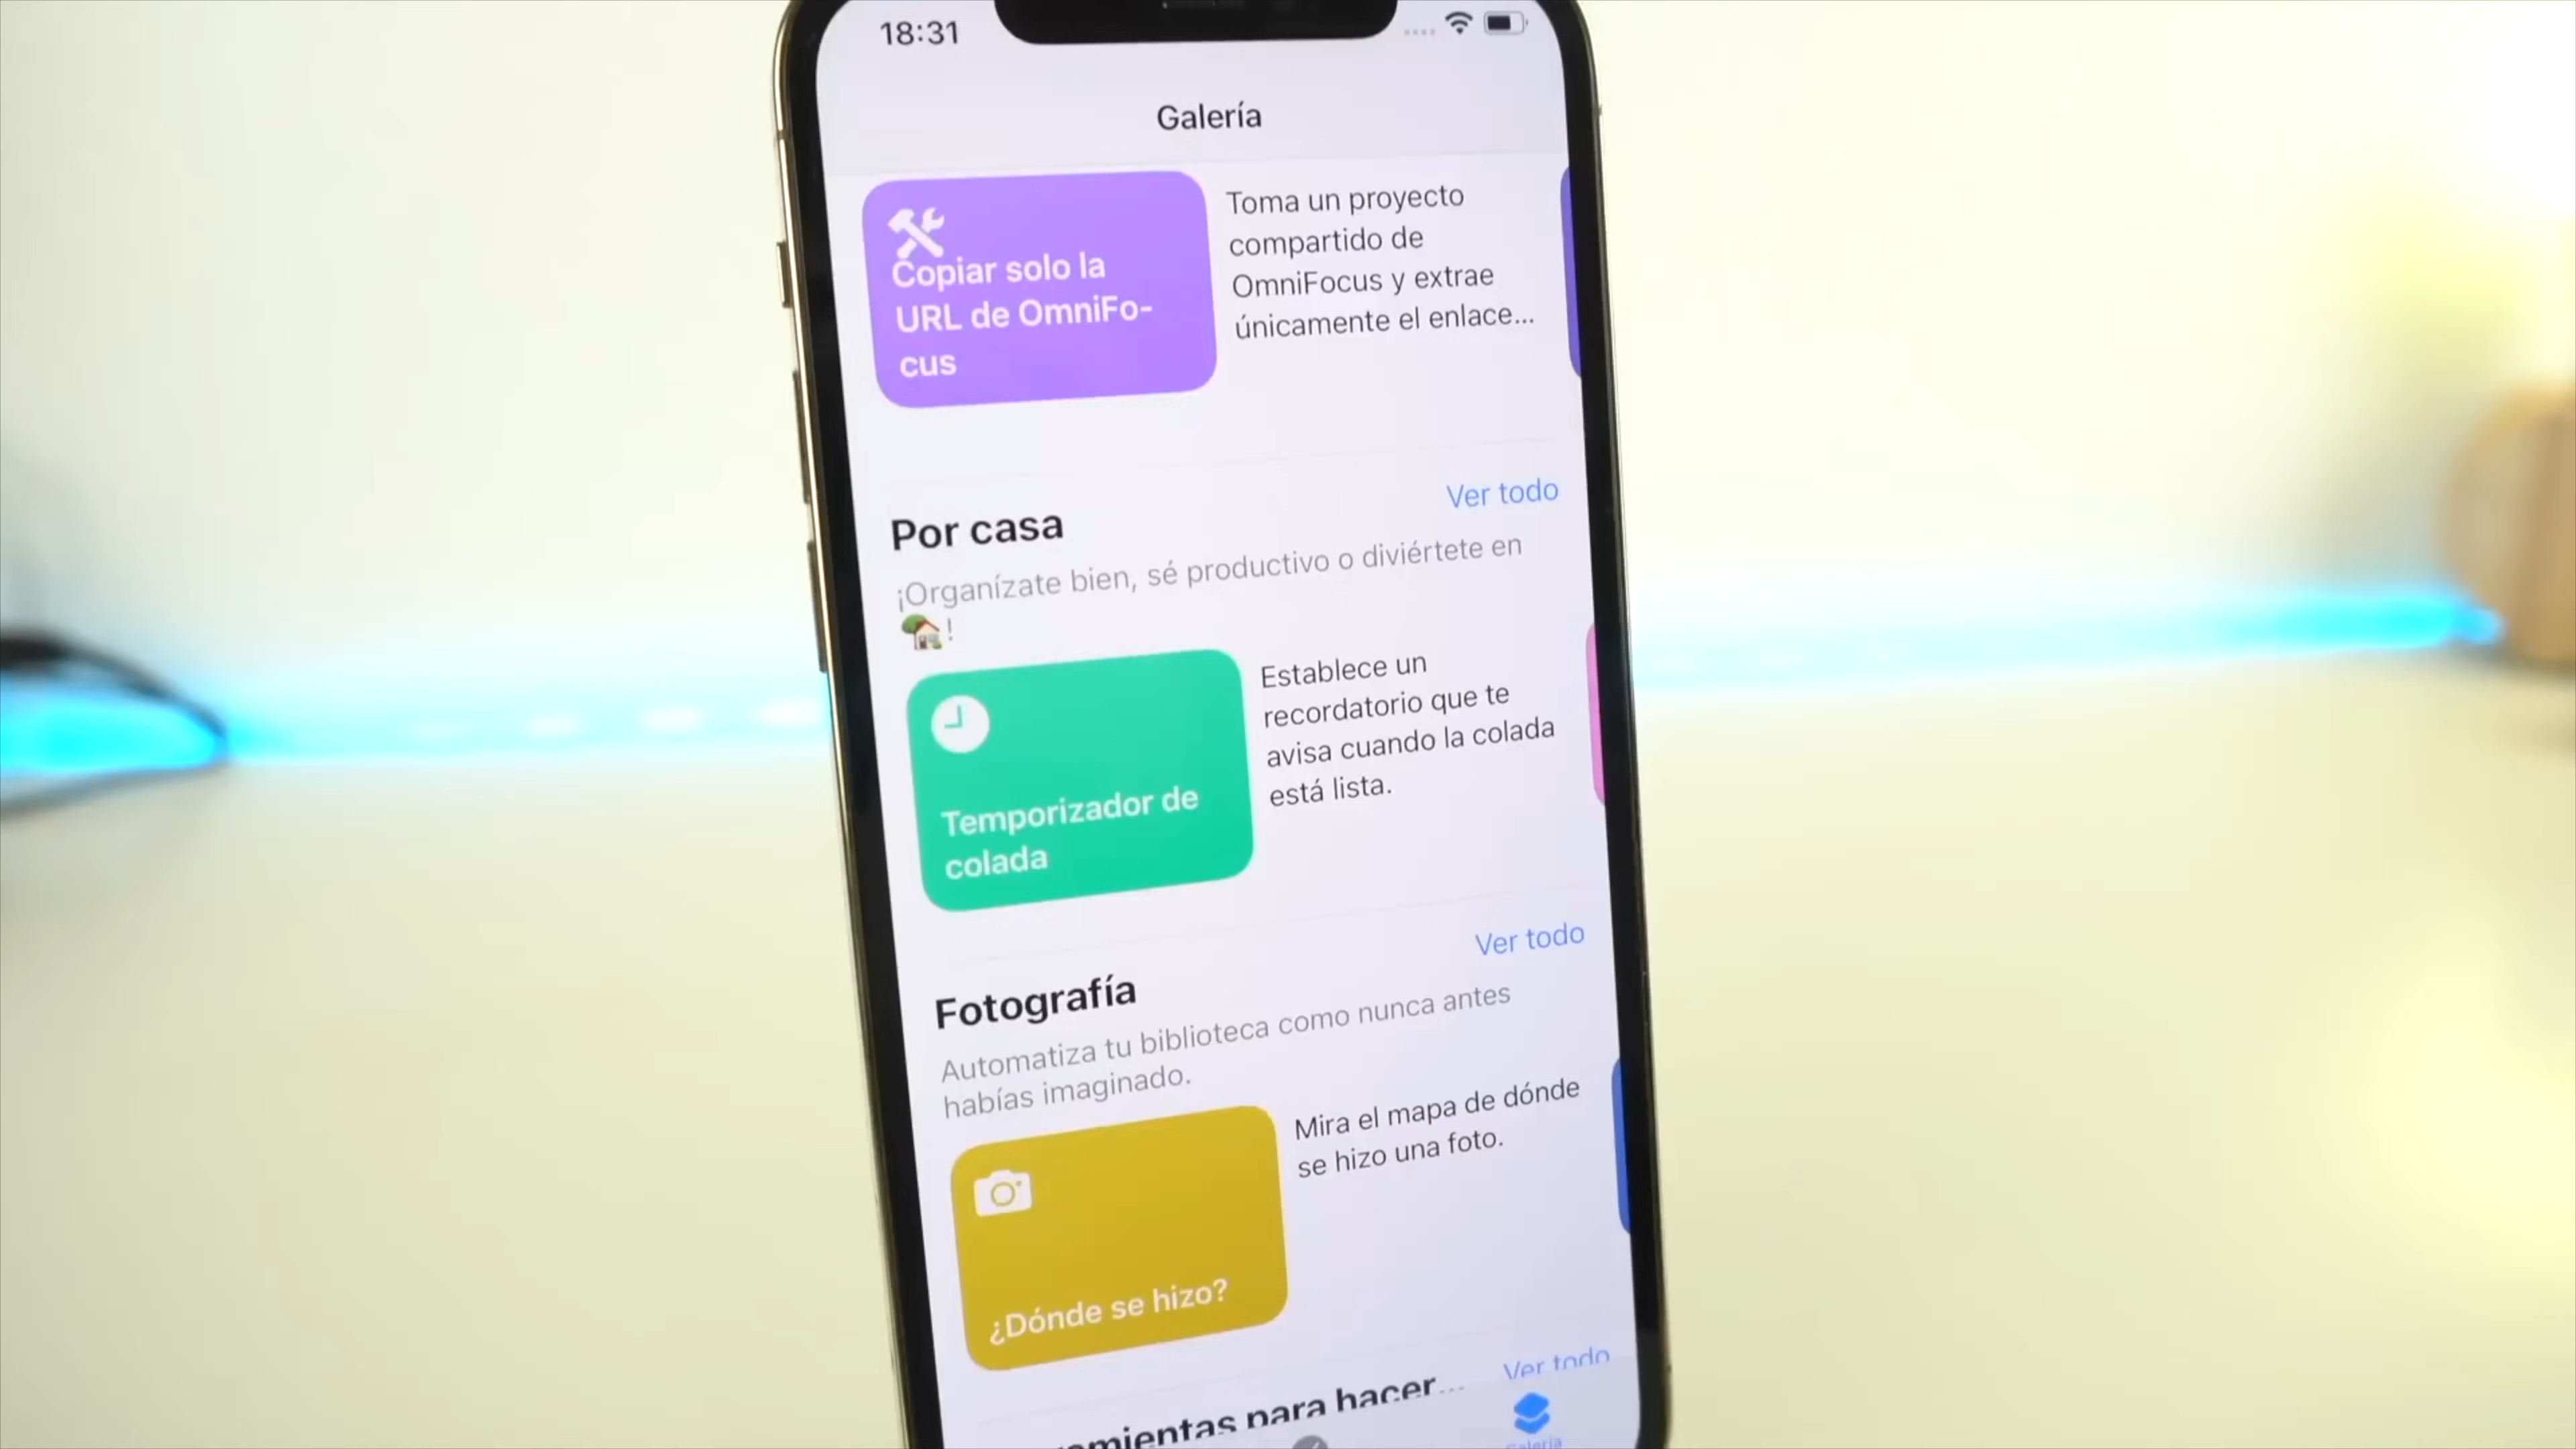 18:31
Galería
Copiar solo la
URL de OmniFo-
cus
Toma un proyecto
compartido de
OmniFocus y extrae
únicamente el enlace...
Ver todo
Por casa
¡Organízate bien, sé productivo o diviértete en
🏡!
Temporizador de
colada
Establece un
recordatorio que te
avisa cuando la colada
está lista.
Ver todo
Fotografía
Automatiza tu biblioteca como nunca antes
habías imaginado.
¿Dónde se hizo?
Mira el mapa de dónde
se hizo una foto.
Ver todo
para hacer...
Galería